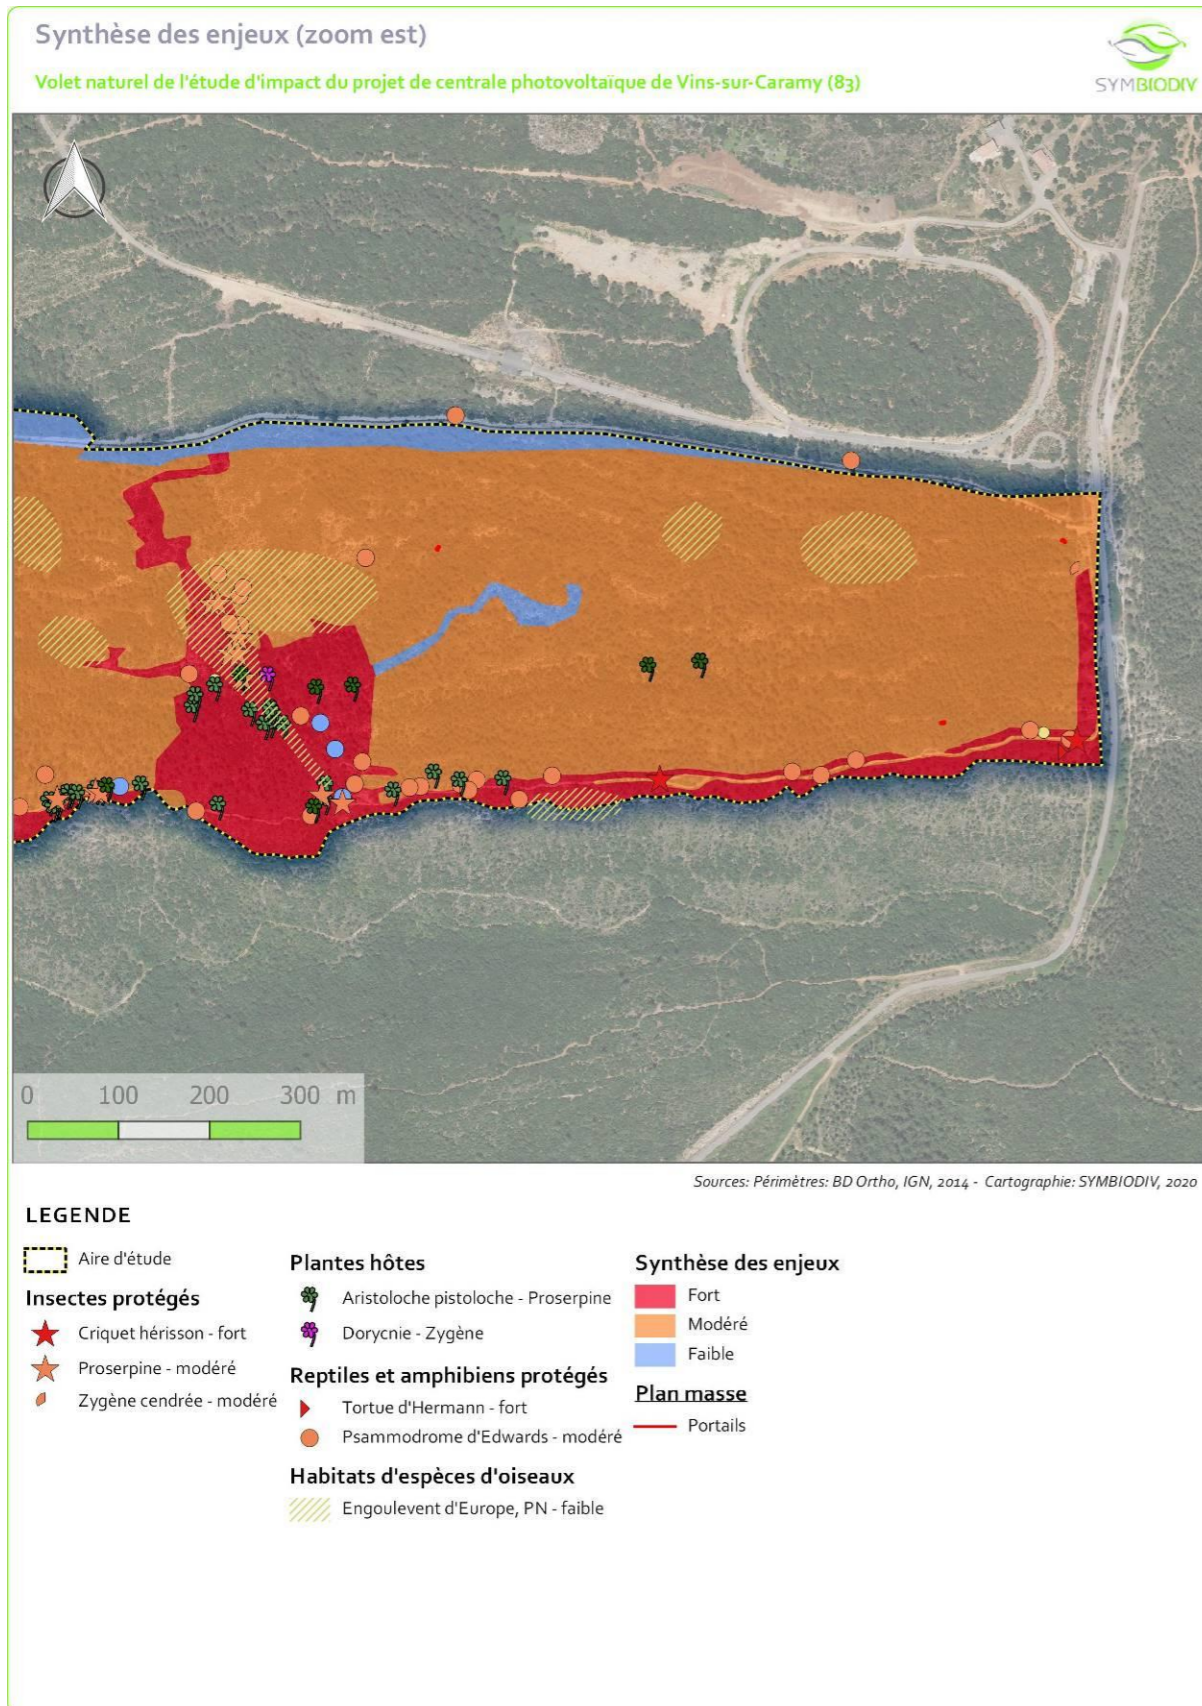 Synthèse des enjeux (zoom est)
Volet naturel de l'étude d'impact du projet de centrale photovoltaïque de Vins-sur-Caramy (83)
SYMBIODIV
0 100 200 300 m
Sources: Périmètres: BD Ortho, IGN, 2014 - Cartographie: SYMBIODIV, 2020
LEGENDE
Aire d'étude
Insectes protégés
Criquet hérisson - fort
Proserpine - modéré
Zygène cendrée - modéré
Plantes hôtes
Aristoloche pistoloche - Proserpine
Dorycnie - Zygène
Reptiles et amphibiens protégés
Tortue d'Hermann - fort
Psammodrome d'Edwards - modéré
Habitats d'espèces d'oiseaux
Engoulevent d'Europe, PN - faible
Synthèse des enjeux
Fort
Modéré
Faible
Plan masse
Portails